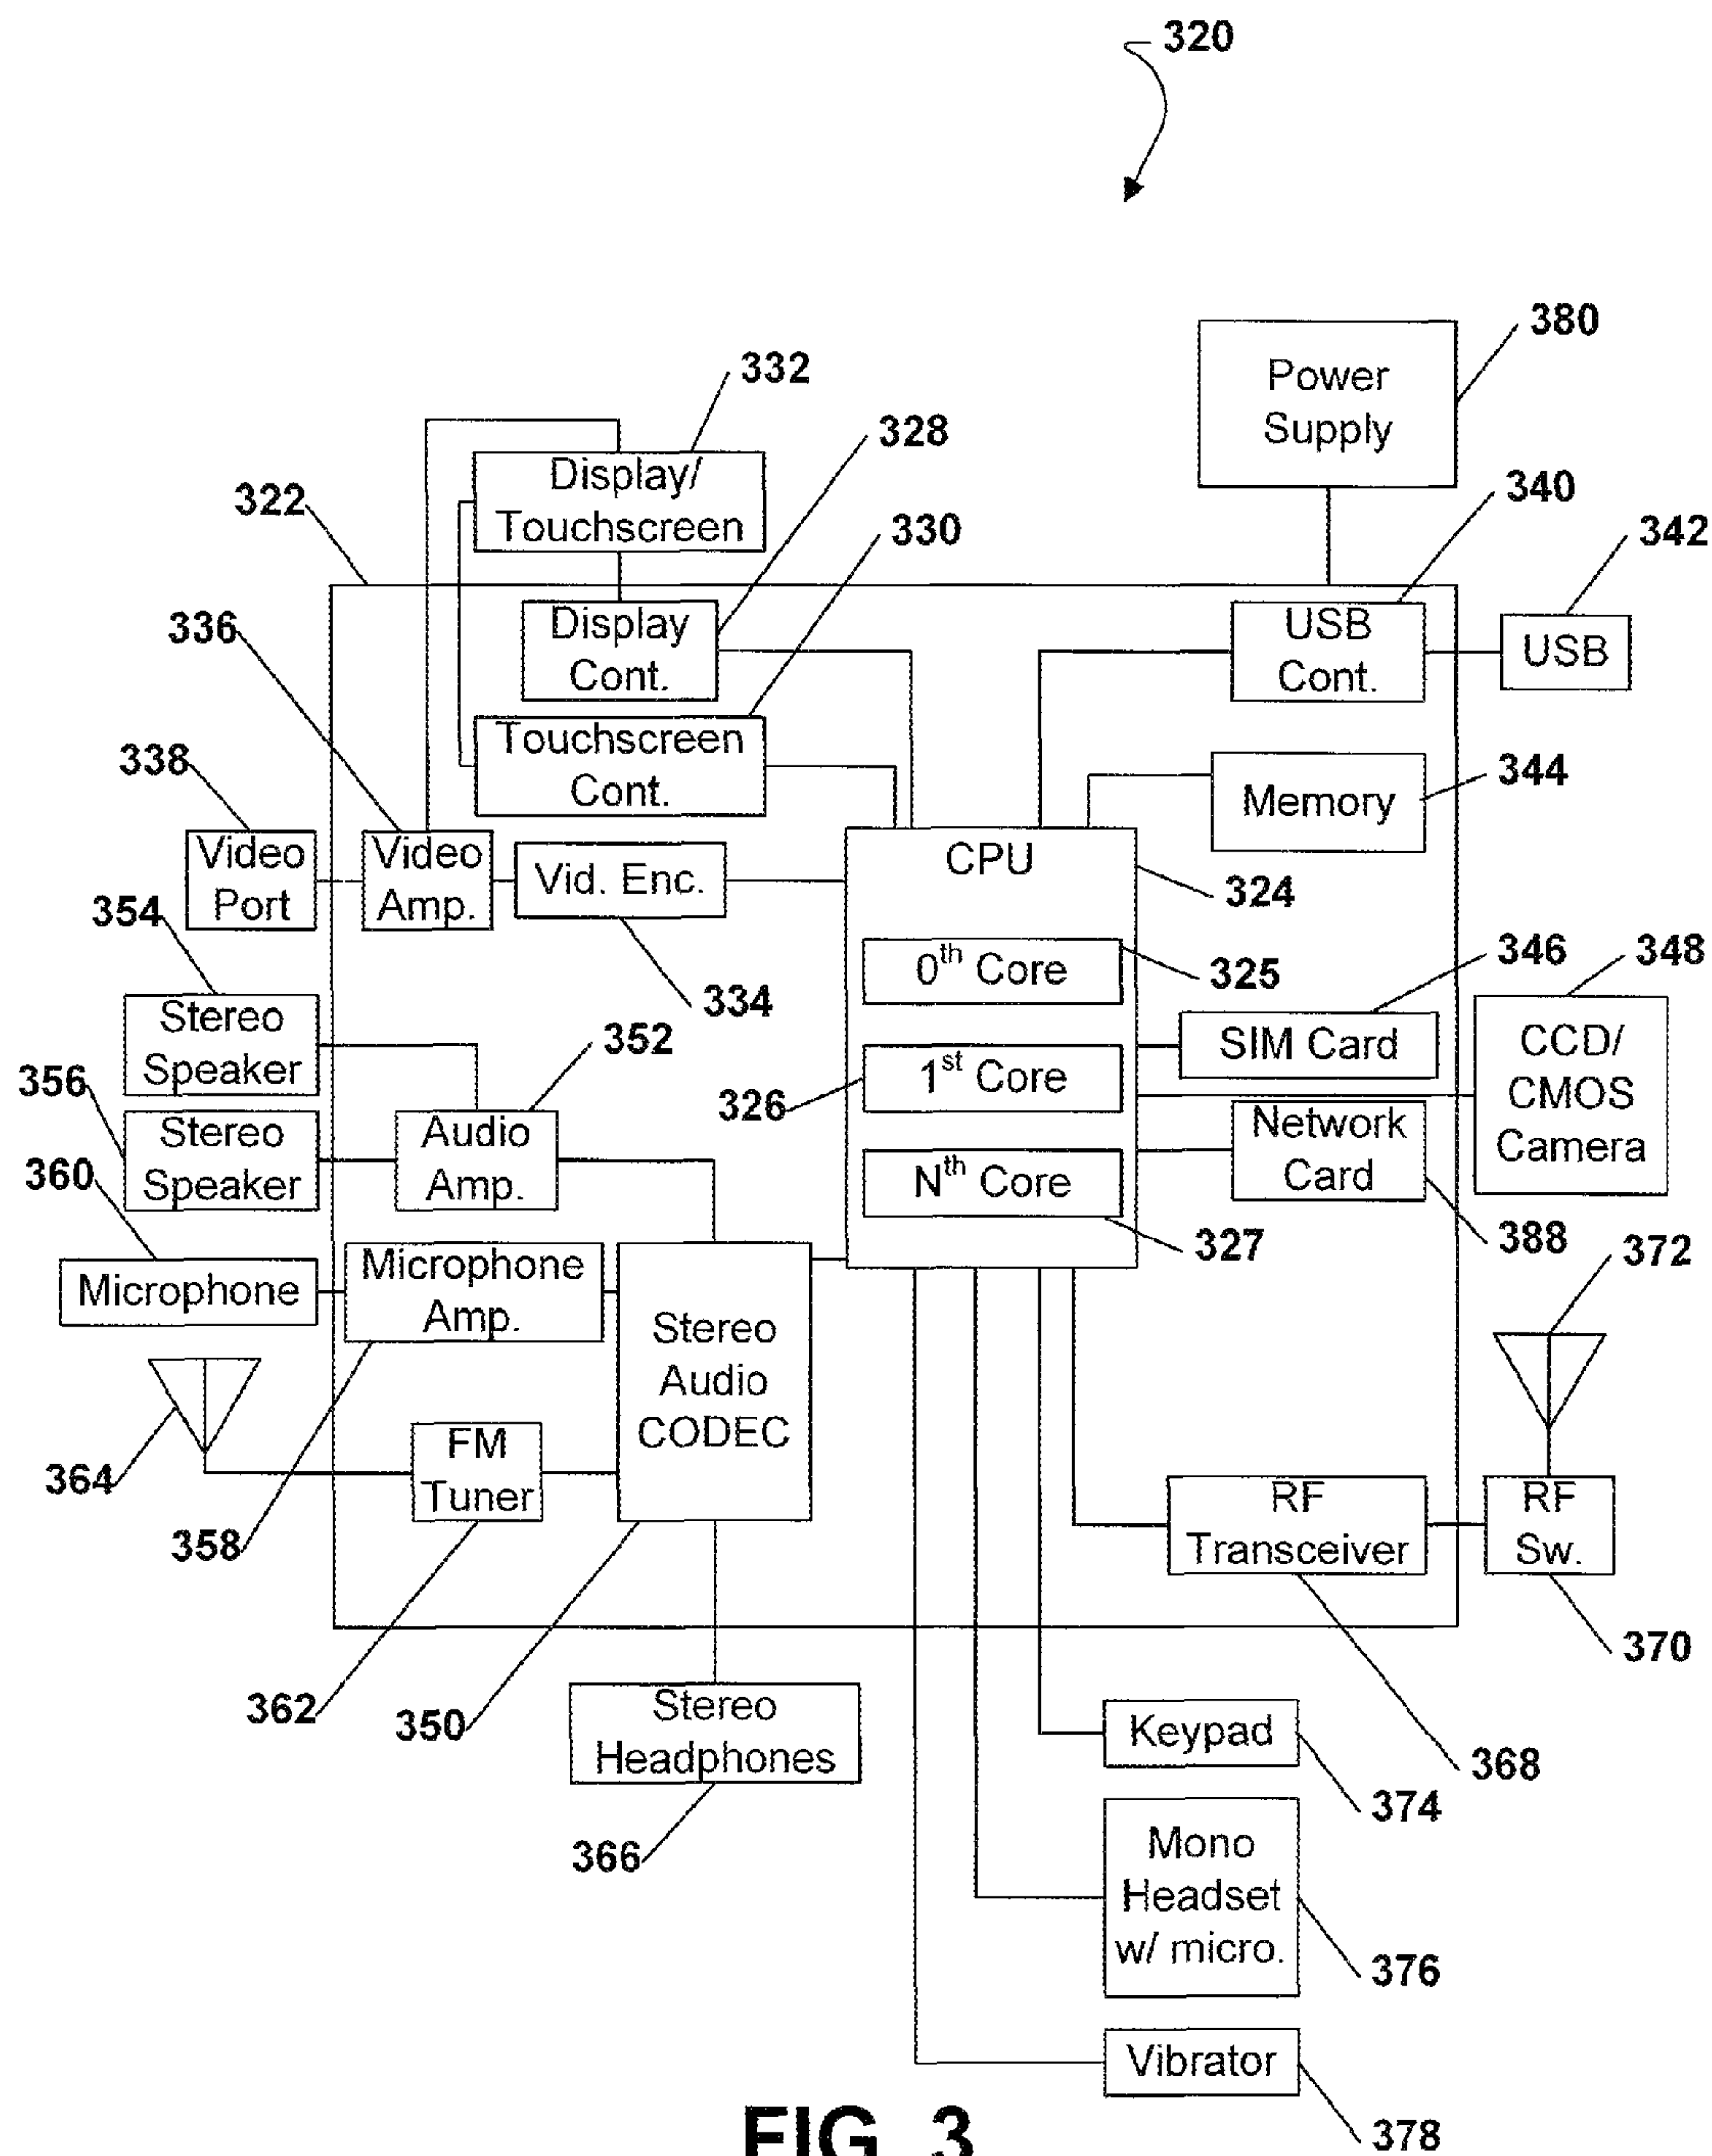 320
380
Power
Supply
332
328
Display/
Touchscreen
322
330
340
342
Display
Cont.
USB
Cont.
USB
336
Touchscreen
Cont.
338
Memory
344
Video
Port
Video
Amp.
Vid. Enc.
CPU
324
354
334
0th Core
325
346
348
Stereo
Speaker
352
SIM Card
CCD/
CMOS
Camera
356
326
1st Core
Stereo
Speaker
Audio
Amp.
Network
Card
360
Nth Core
327
388
372
Microphone
Microphone
Amp.
Stereo
Audio
CODEC
364
FM
Tuner
358
RF
Transceiver
RF
Sw.
370
362
350
Stereo
Headphones
Keypad
368
374
366
Mono
Headset
w/ micro.
376
Vibrator
378
FIG. 3